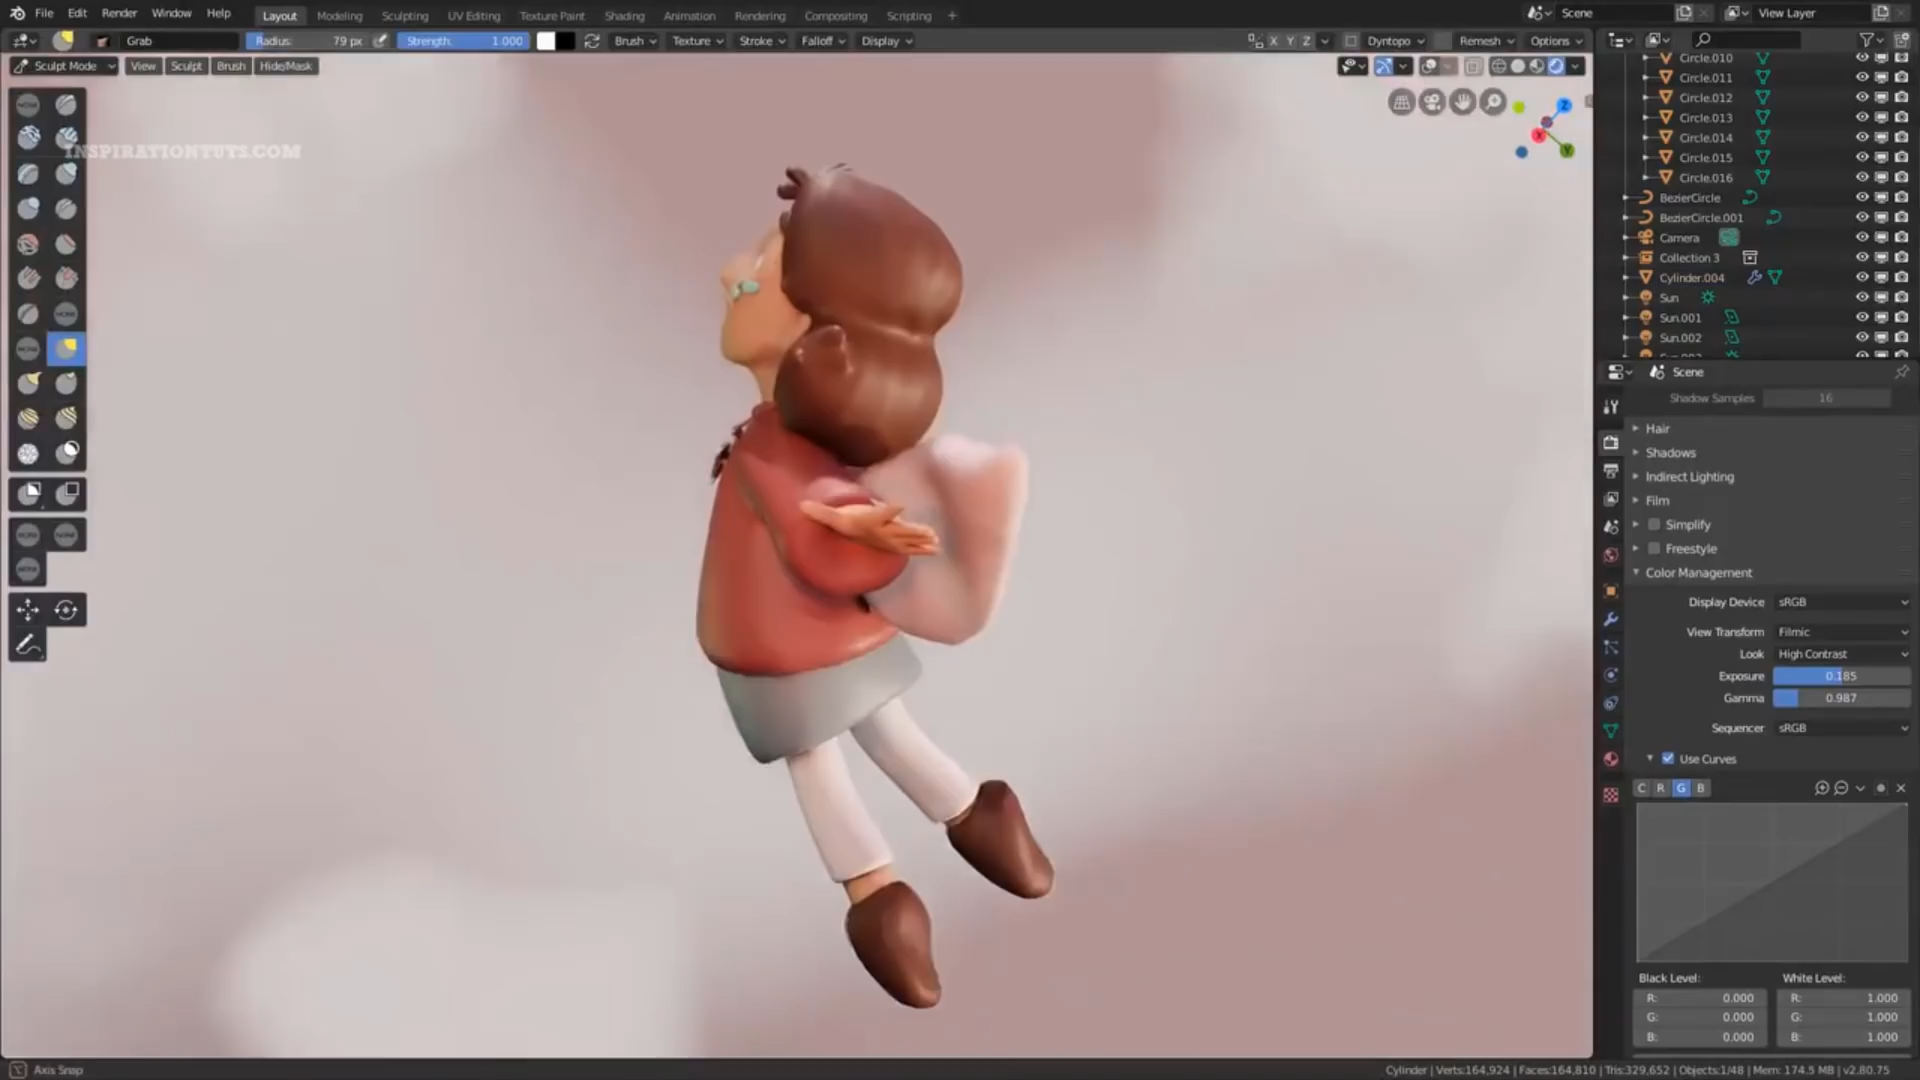 File Edit Render Window Help Layout Modeling Sculpting UV Editing Texture Paint Shading Animation Rendering Compositing Scripting + Scene View Layer
Grab Radius: 79 px Strength: 1.000 Brush Texture Stroke Falloff Display X Y Z Dyntopo Remesh Options
Sculpt Mode View Sculpt Brush Hide/Mask
INSPIRATIONTUTS.COM
Z
X
Y
Circle.010
Circle.011
Circle.012
Circle.013
Circle.014
Circle.015
Circle.016
BezierCircle
BezierCircle.001
Camera
Collection 3
Cylinder.004
Sun
Sun.001
Sun.002
Scene
Shadow Samples 16
Hair
Shadows
Indirect Lighting
Film
Simplify
Freestyle
Color Management
Display Device sRGB
View Transform Filmic
Look High Contrast
Exposure 0.185
Gamma 0.987
Sequencer sRGB
Use Curves
C R G B
Black Level: White Level:
R: 0.000 R: 1.000
G: 0.000 G: 1.000
B: 0.000 B: 1.000
Axis Snap
Cylinder | Verts:164,924 | Faces:164,810 | Tris:329,652 | Objects:1/48 | Mem: 174.5 MB | v2.80.75